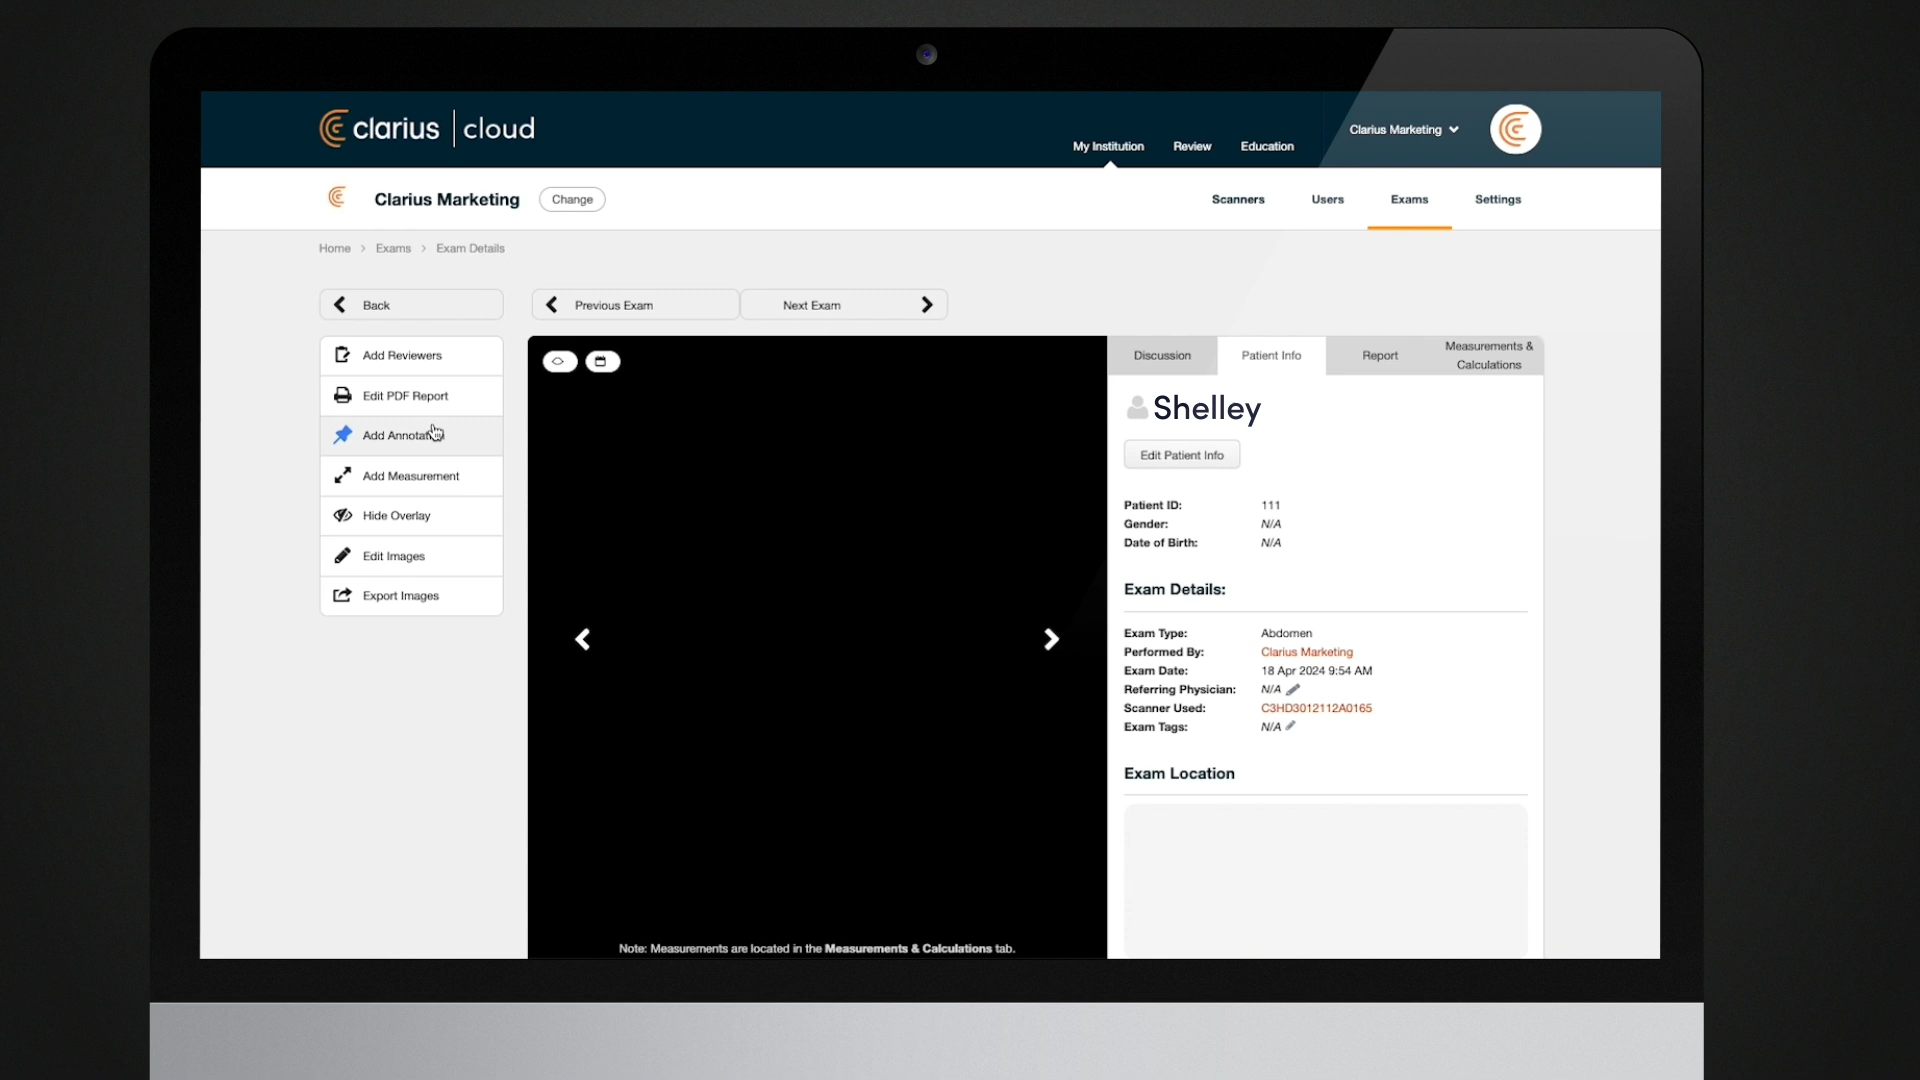 clarius | cloud
My Institution Review Education
Clarius Marketing
Clarius Marketing Change
Scanners Users Exams Settings
Home > Exams > Exam Details
Back Previous Exam Next Exam
Add Reviewers
Edit PDF Report
Add Annotati
Add Measurement
Hide Overlay
Edit Images
Export Images
Note: Measurements are located in the Measurements & Calculations tab.
Discussion Patient Info Report Measurements &
Calculations
Shelley
Edit Patient Info
Patient ID: 111
Gender: N/A
Date of Birth: N/A
Exam Details:
Exam Type: Abdomen
Performed By: Clarius Marketing
Exam Date: 18 Apr 2024 9:54 AM
Referring Physician: N/A
Scanner Used: C3HD3012112A0165
Exam Tags: N/A
Exam Location